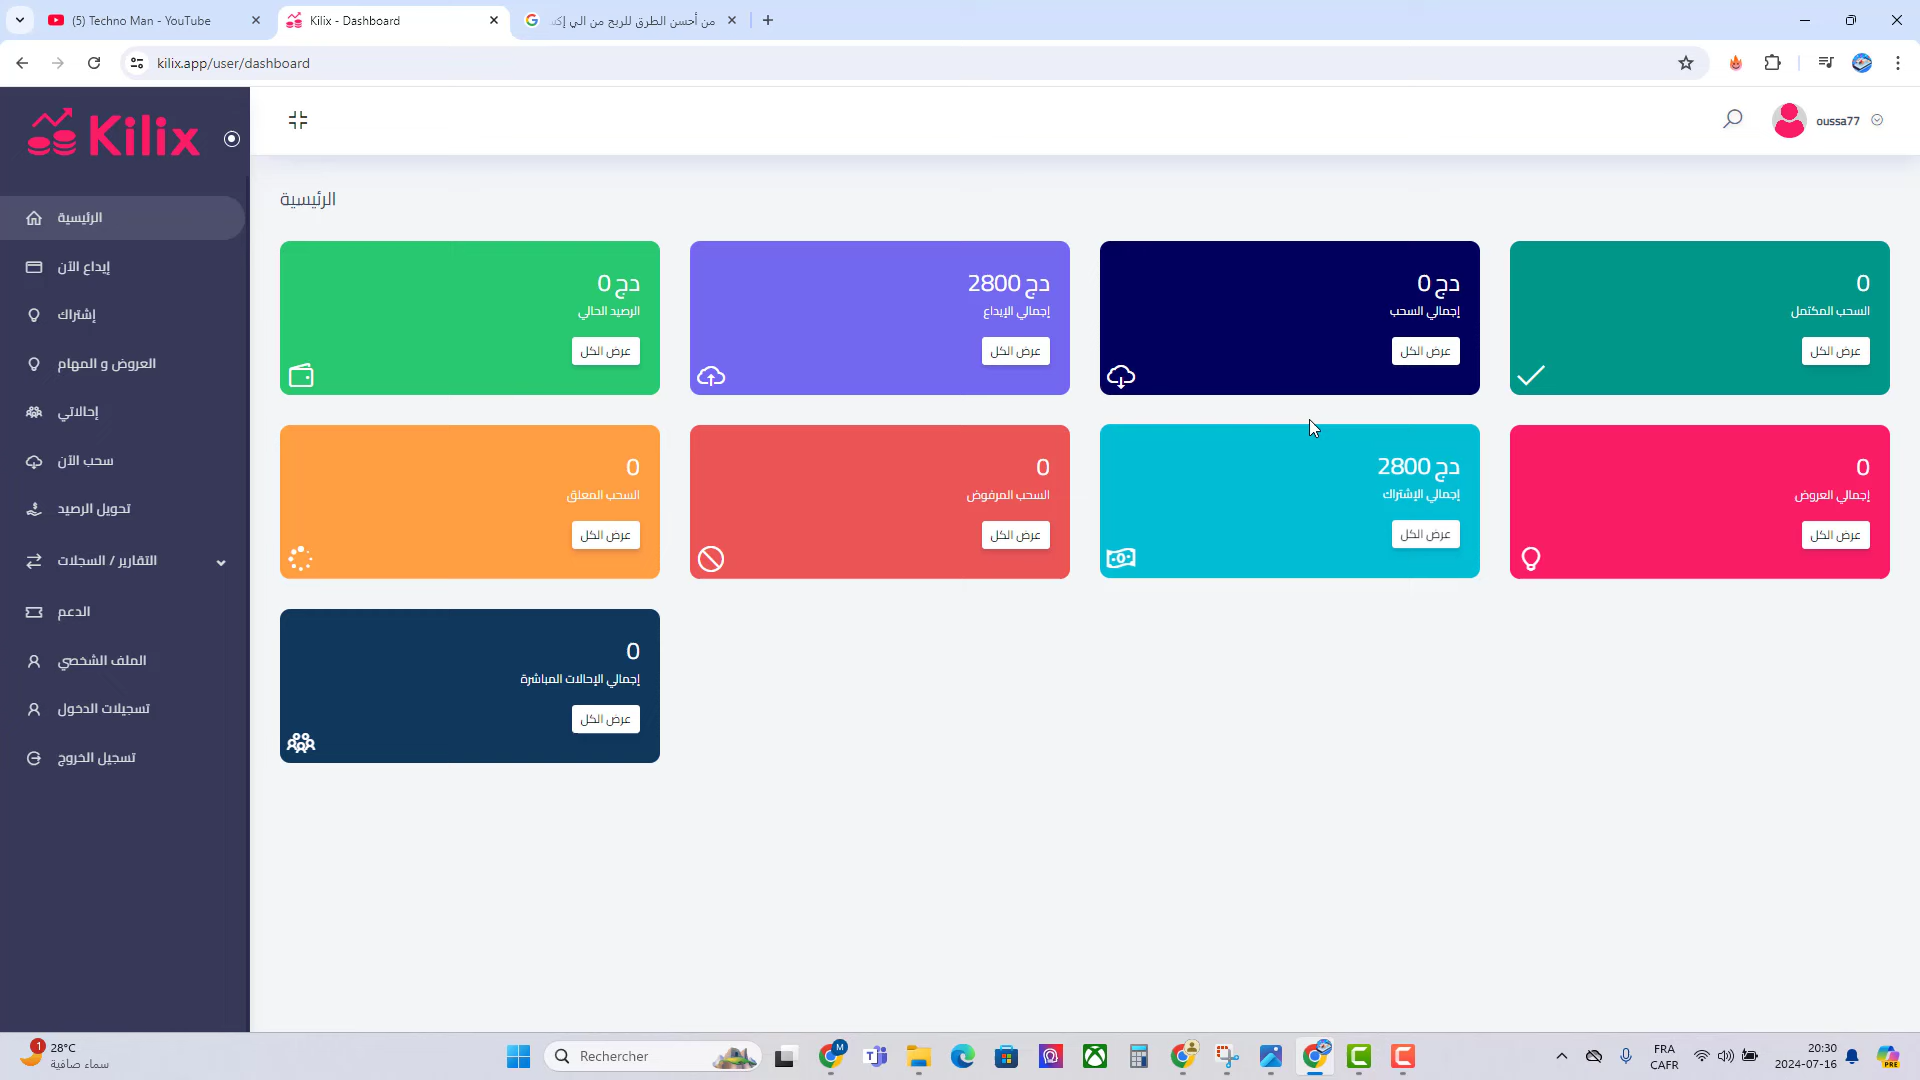 (5) Techno Man - YouTube
Kilix - Dashboard
من أحسن الطرق للربح من الي إكس
kilix.app/user/dashboard
Kilix
oussa77
الرئيسية
إيداع الآن
إشتراك
العروض و المهام
إحالاتي
سحب الآن
تحويل الرصيد
التقارير / السجلات
الدعم
الملف الشخصي
تسجيلات الدخول
تسجيل الخروج
الرئيسية
دج 0
الرصيد الحالي
عرض الكل
دج 2800
إجمالي الإيداع
عرض الكل
دج 0
إجمالي السحب
عرض الكل
0
السحب المكتمل
عرض الكل
0
السحب المعلق
عرض الكل
0
السحب المرفوض
عرض الكل
دج 2800
إجمالي الإشتراك
عرض الكل
0
إجمالي العروض
عرض الكل
0
إجمالي الإحالات المباشرة
عرض الكل
1
28°C
سماء صافية
Rechercher
M
FRA
CAFR
20:30
2024-07-16
PRE